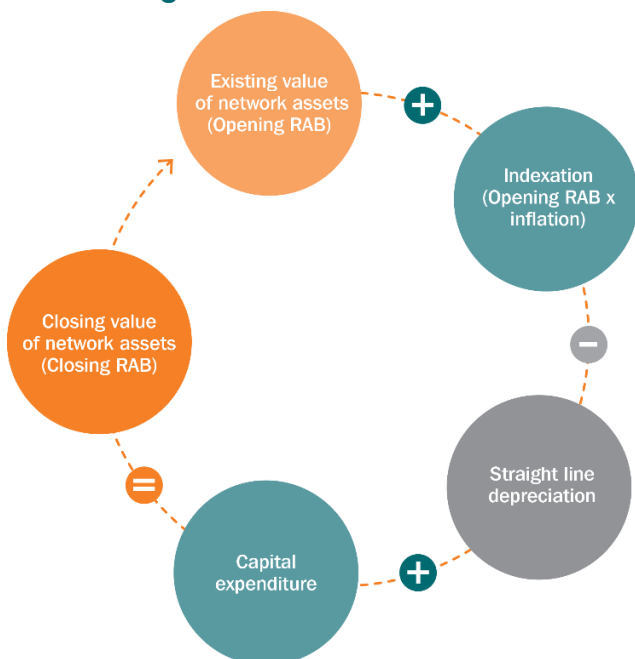 Existing value
of network assets
(Opening RAB)
+
Indexation
(Opening RAB x
inflation)
−
Straight line
depreciation
+
Capital
expenditure
=
Closing value
of network assets
(Closing RAB)